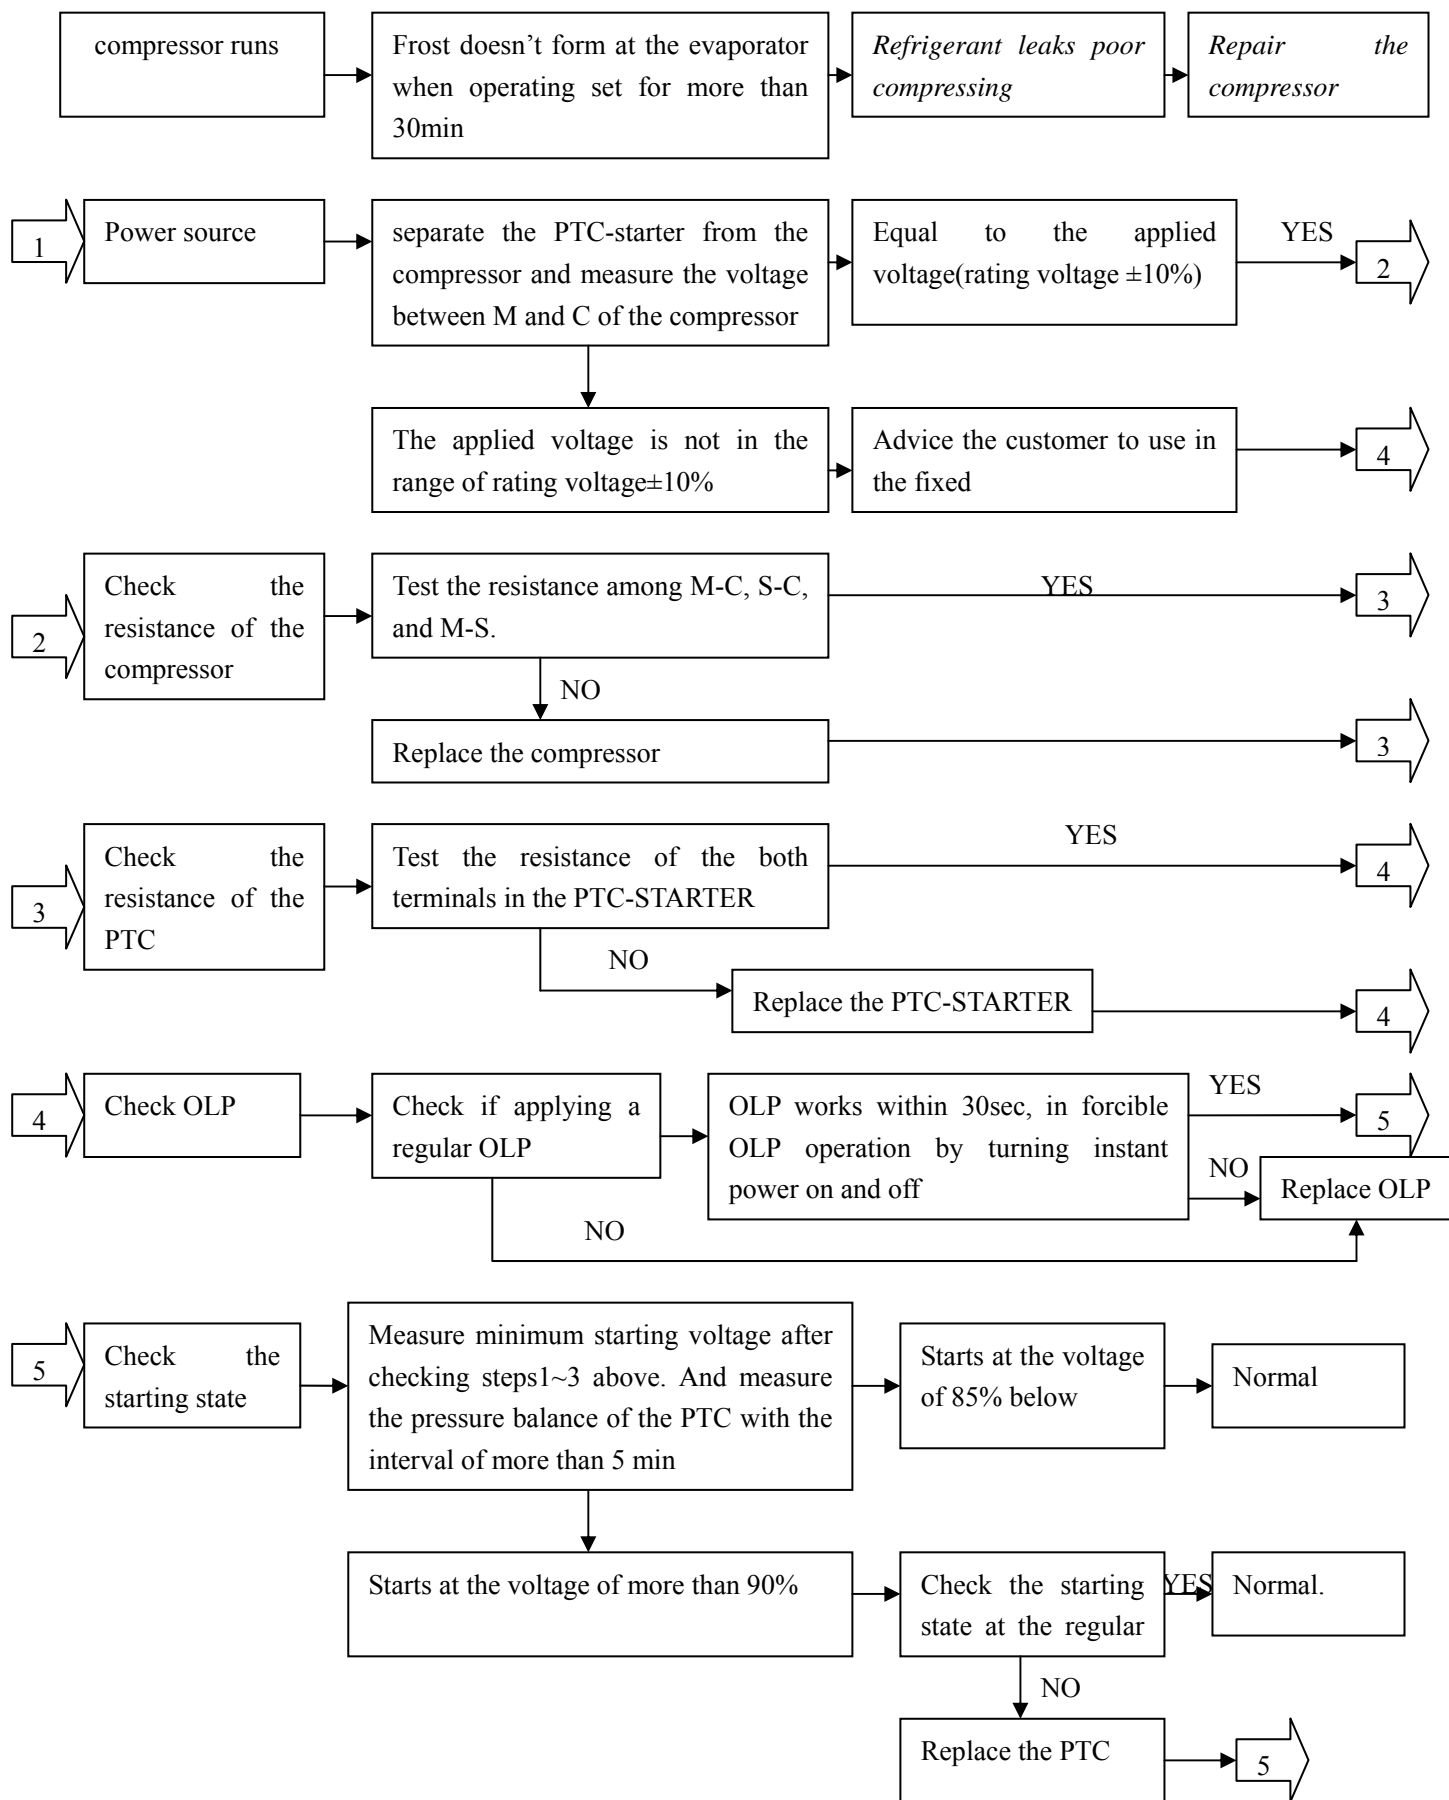 compressor runs
Frost doesn’t form at the evaporator
when operating set for more than
30min
Refrigerant leaks poor
compressing
Repair the
compressor
1
Power source
separate the PTC-starter from the
compressor and measure the voltage
between M and C of the compressor
Equal to the applied
voltage(rating voltage ±10%)
YES
2
The applied voltage is not in the
range of rating voltage±10%
Advice the customer to use in
the fixed
4
2
Check the
resistance of the
compressor
Test the resistance among M-C, S-C,
and M-S.
YES
3
NO
Replace the compressor
3
3
Check the
resistance of the
PTC
Test the resistance of the both
terminals in the PTC-STARTER
YES
4
NO
Replace the PTC-STARTER
4
4
Check OLP
Check if applying a
regular OLP
OLP works within 30sec, in forcible
OLP operation by turning instant
power on and off
YES
5
NO
Replace OLP
NO
5
Check the
starting state
Measure minimum starting voltage after
checking steps1~3 above. And measure
the pressure balance of the PTC with the
interval of more than 5 min
Starts at the voltage
of 85% below
Normal
Starts at the voltage of more than 90%
Check the starting
state at the regular
YES
Normal.
NO
Replace the PTC
5